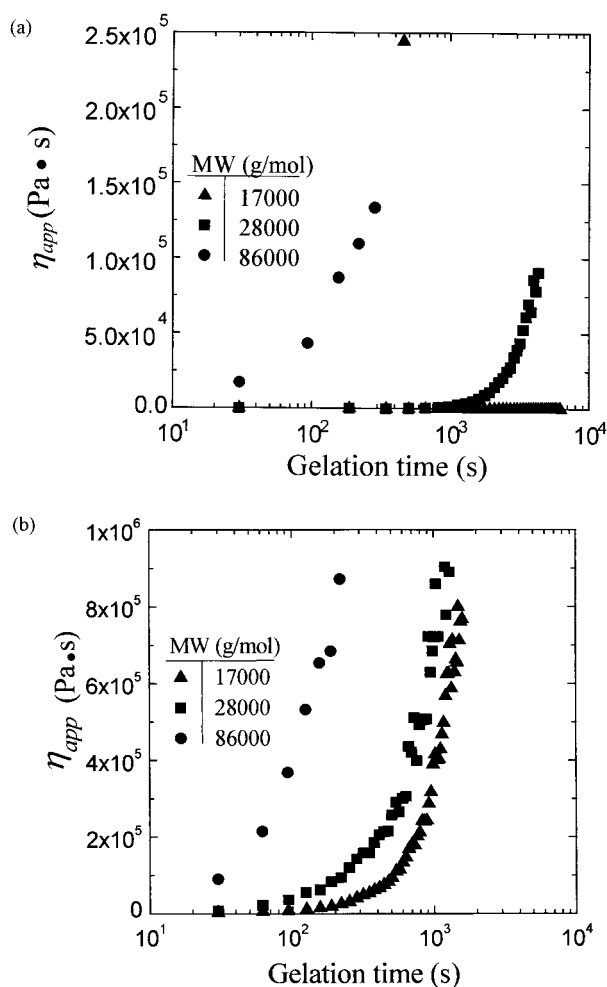 (a)
2.5x10^5
2.0x10^5
1.5x10^5
1.0x10^5
5.0x10^4
0.0
η_app (Pa • s)
MW (g/mol)
▲ 17000
■ 28000
● 86000
10^1 10^2 10^3 10^4
Gelation time (s)
(b)
1x10^6
8x10^5
6x10^5
4x10^5
2x10^5
0
η_app (Pa•s)
MW (g/mol)
▲ 17000
■ 28000
● 86000
10^1 10^2 10^3 10^4
Gelation time (s)